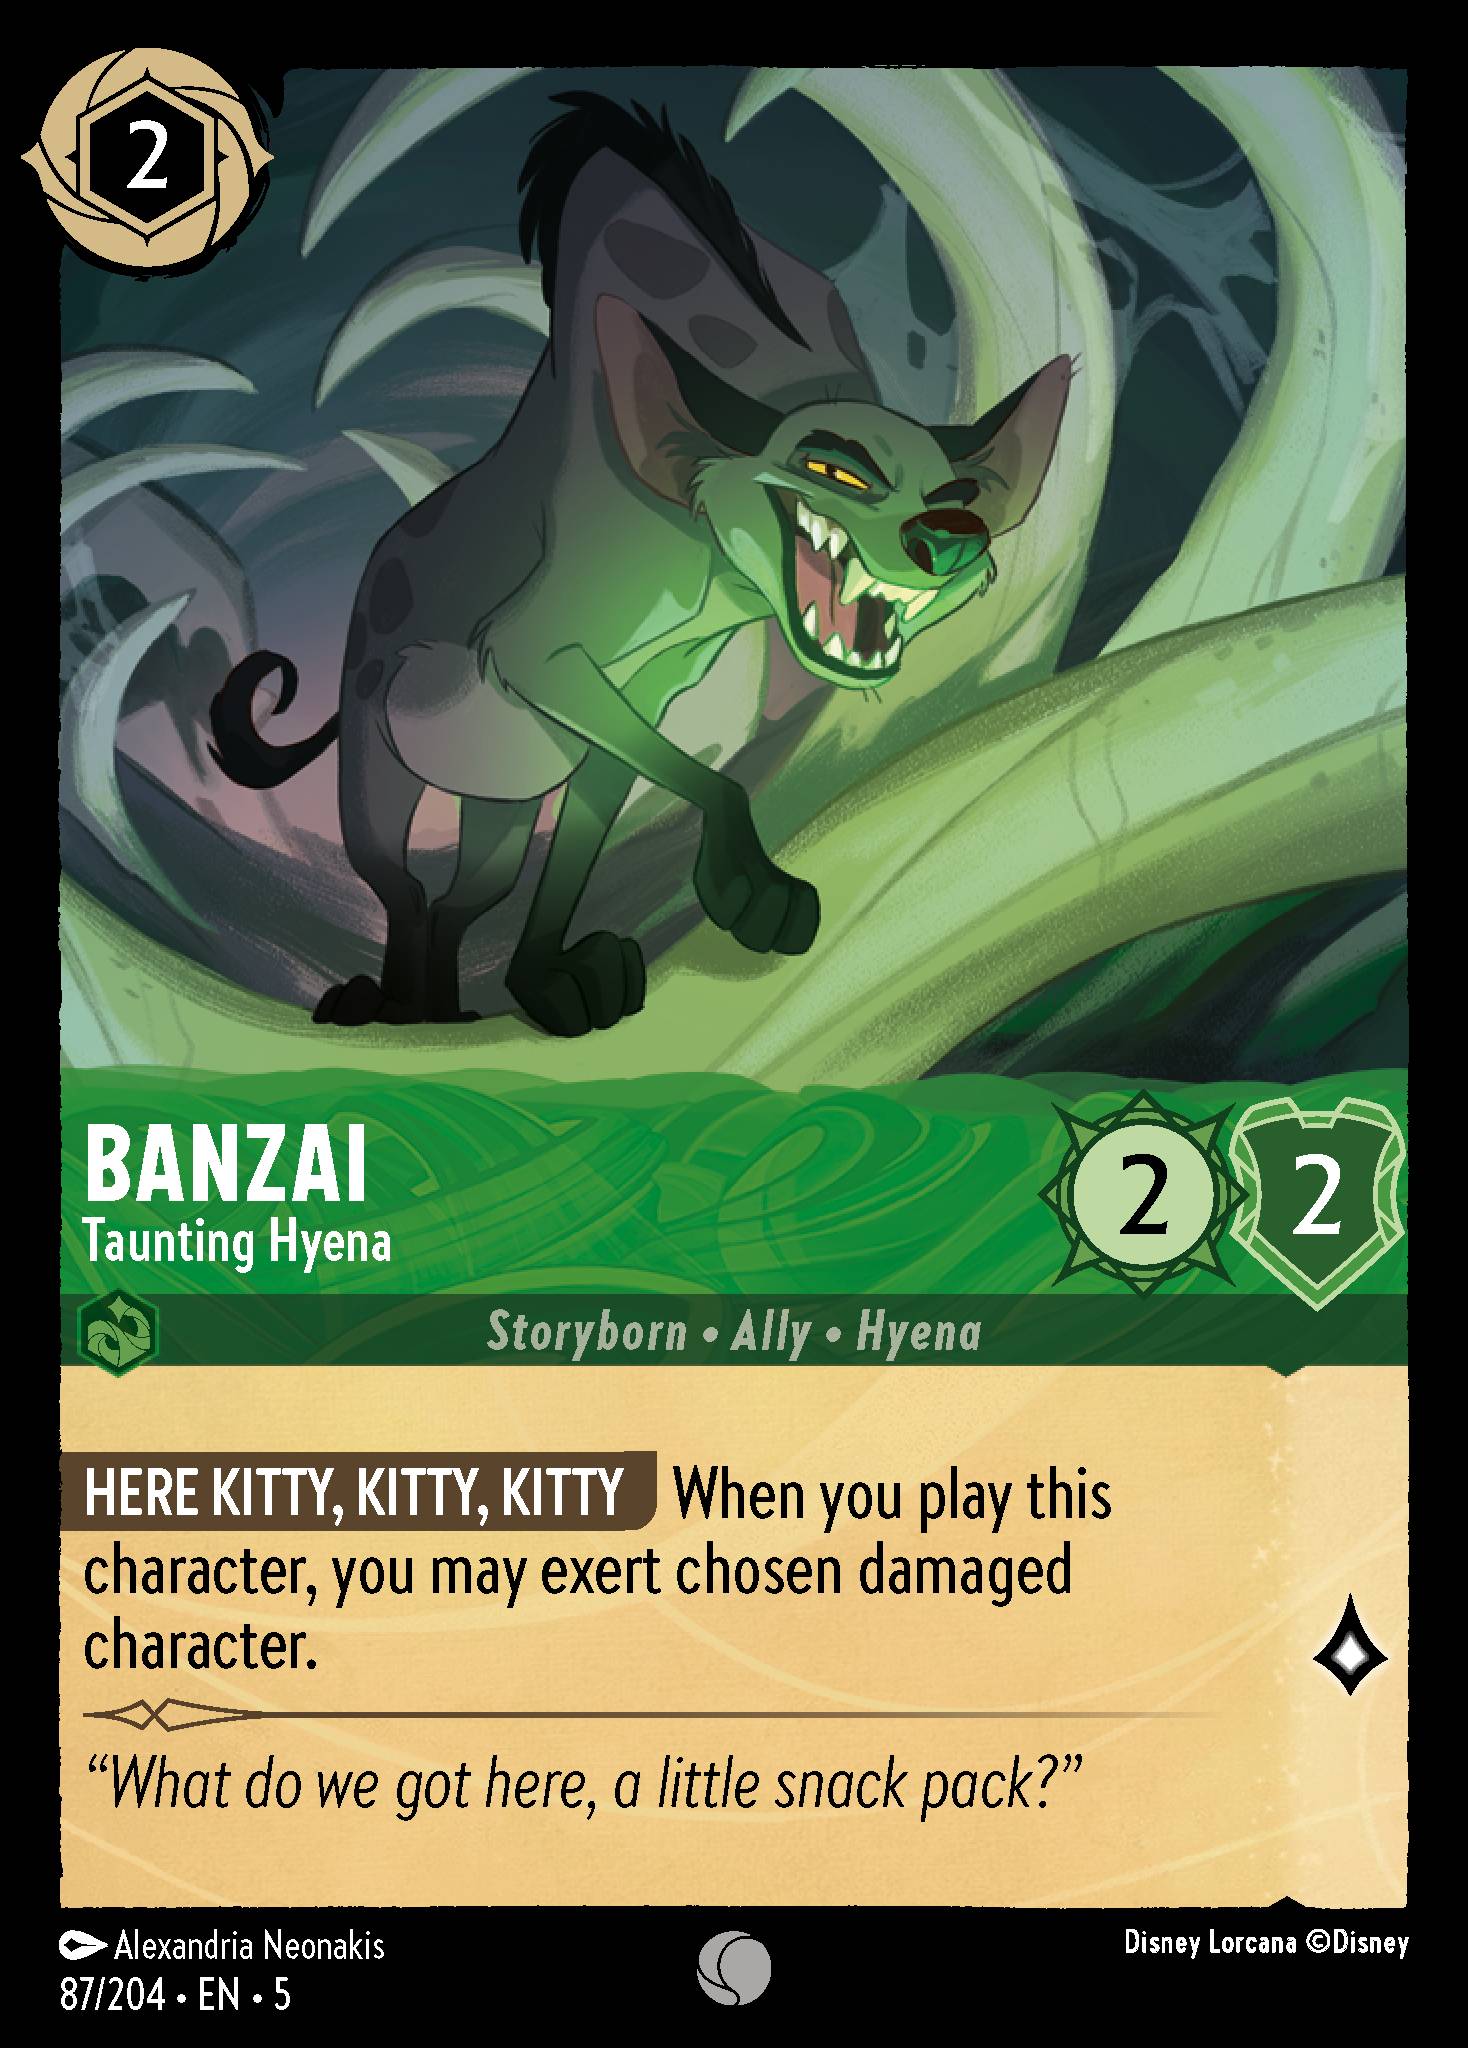 2
BANZAI
Taunting Hyena
2 2
Storyborn • Ally • Hyena
HERE KITTY, KITTY, KITTY When you play this
character, you may exert chosen damaged
character.
“What do we got here, a little snack pack?”
Alexandria Neonakis
Disney Lorcana ©Disney
87/204 • EN • 5